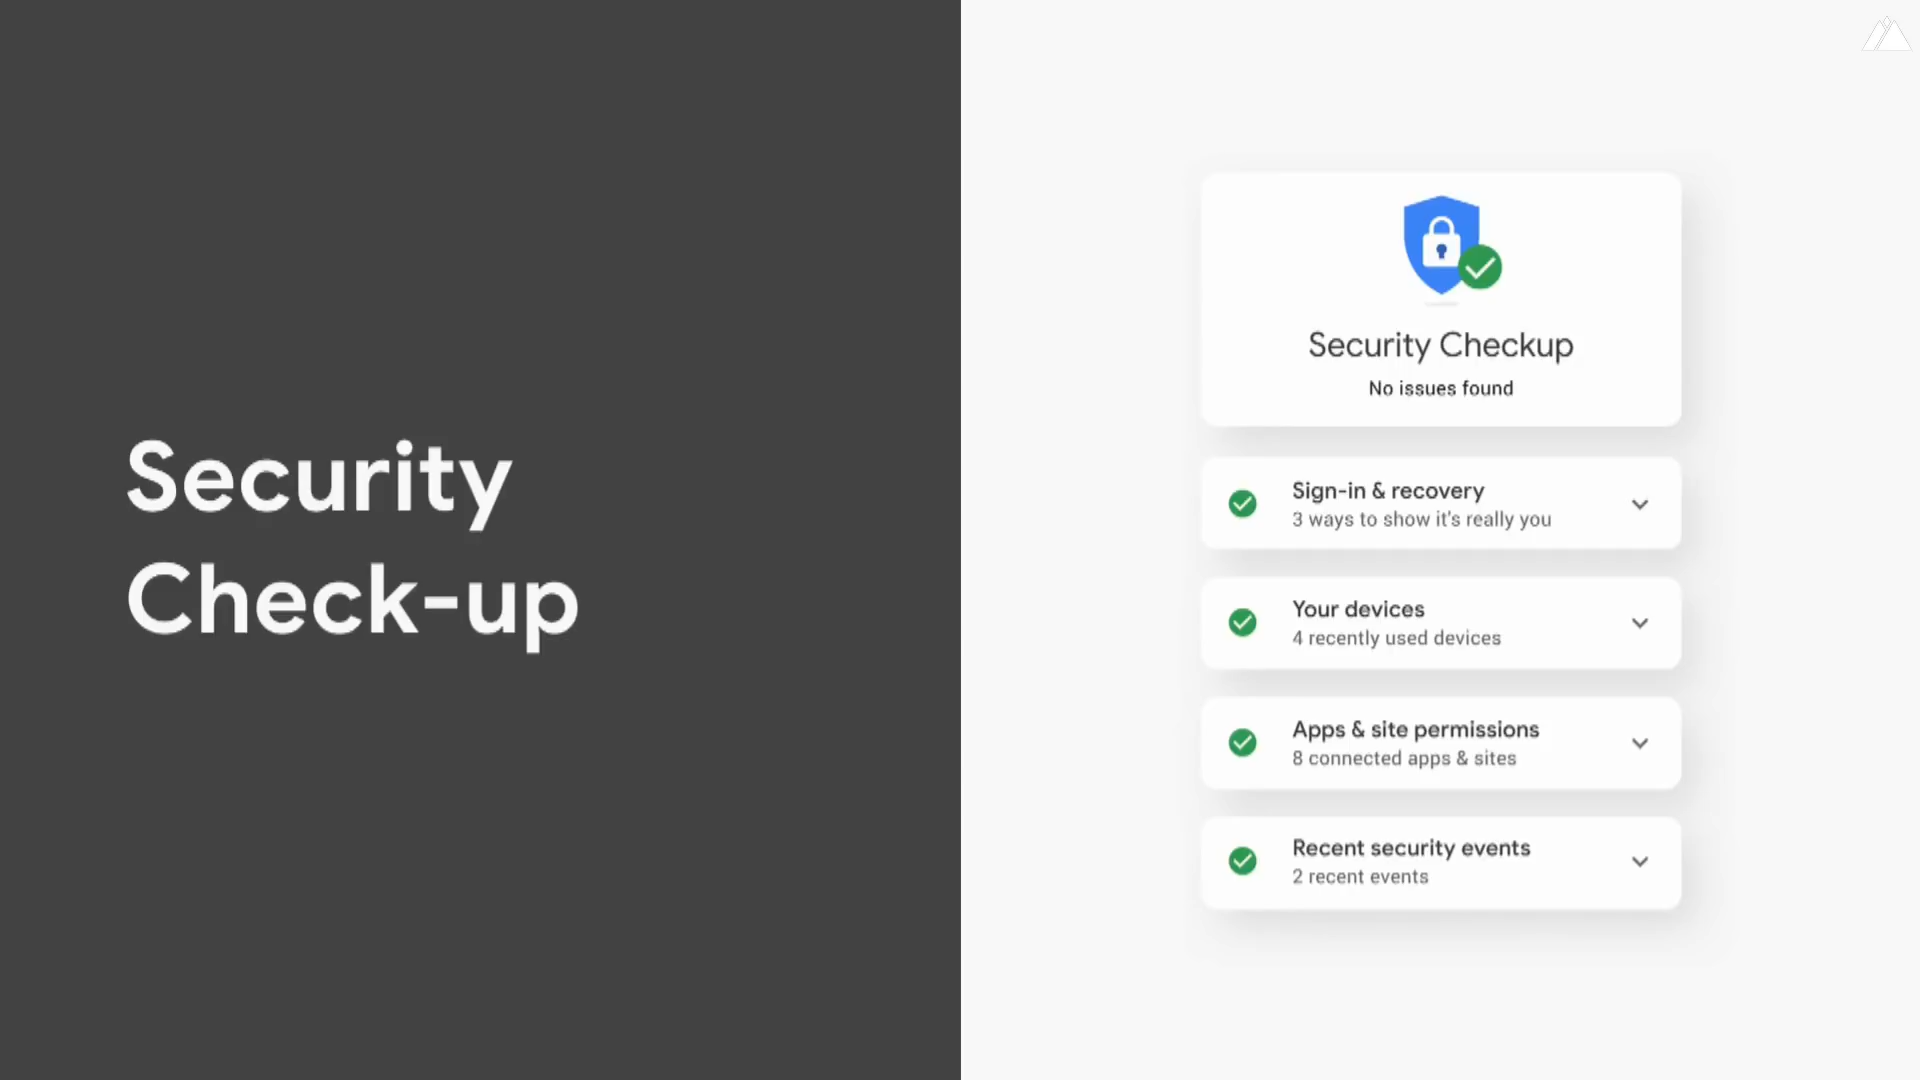 Security
Check-up
Security Checkup
No issues found
Sign-in & recovery
3 ways to show it's really you
Your devices
4 recently used devices
Apps & site permissions
8 connected apps & sites
Recent security events
2 recent events